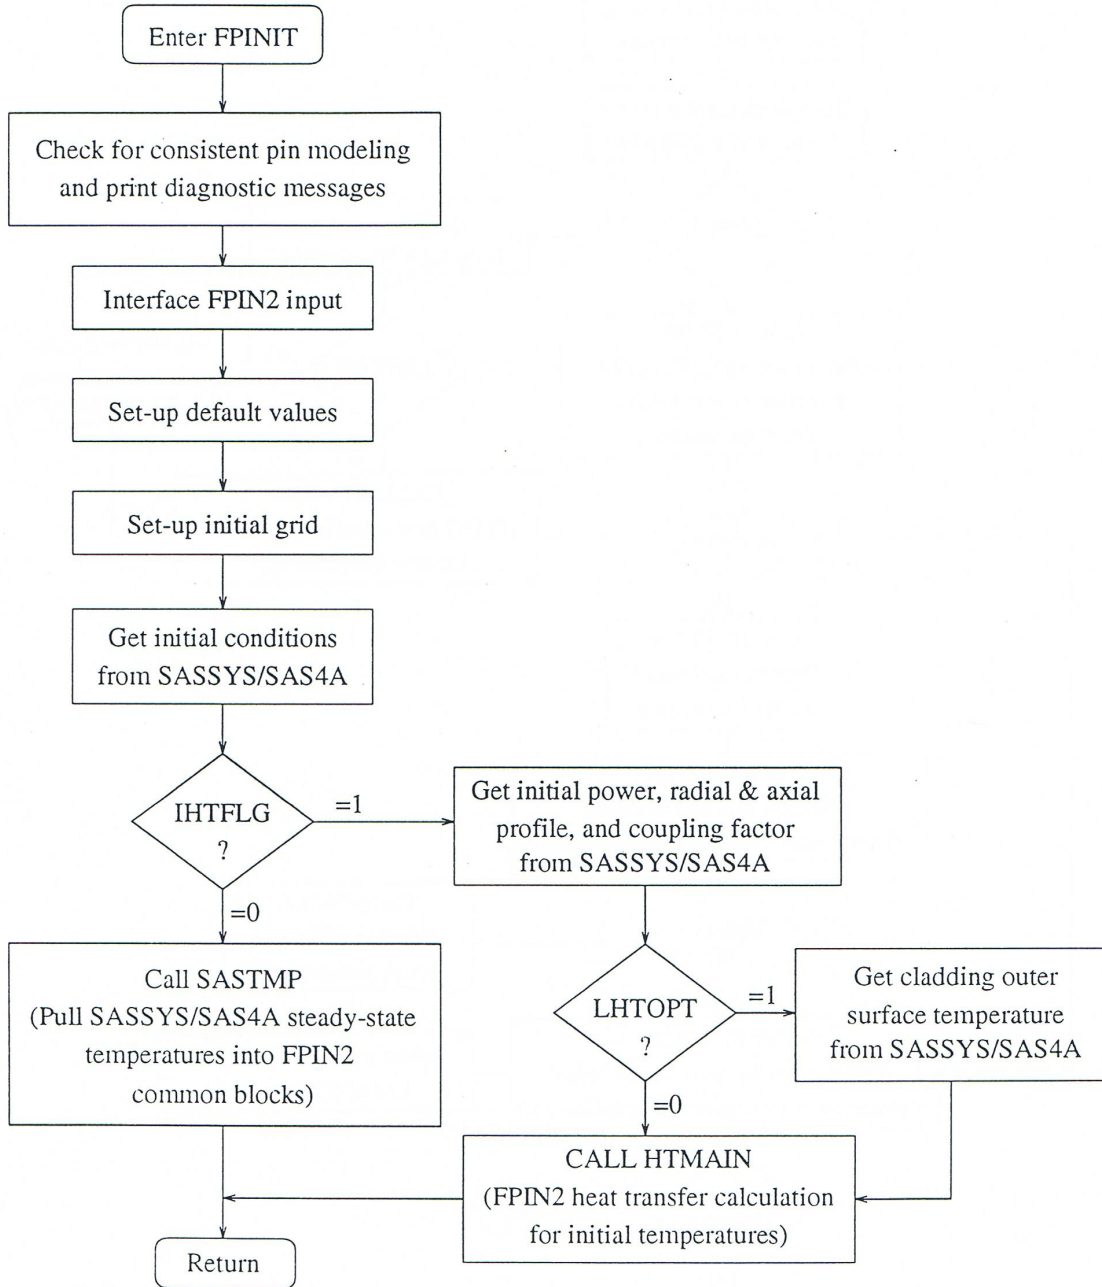 Enter FPINIT
Check for consistent pin modeling
and print diagnostic messages
Interface FPIN2 input
Set-up default values
Set-up initial grid
Get initial conditions
from SASSYS/SAS4A
IHTFLG
?
=1
Get initial power, radial & axial
profile, and coupling factor
from SASSYS/SAS4A
=0
Call SASTMP
(Pull SASSYS/SAS4A steady-state
temperatures into FPIN2
common blocks)
LHTOPT
?
=1
Get cladding outer
surface temperature
from SASSYS/SAS4A
=0
CALL HTMAIN
(FPIN2 heat transfer calculation
for initial temperatures)
Return